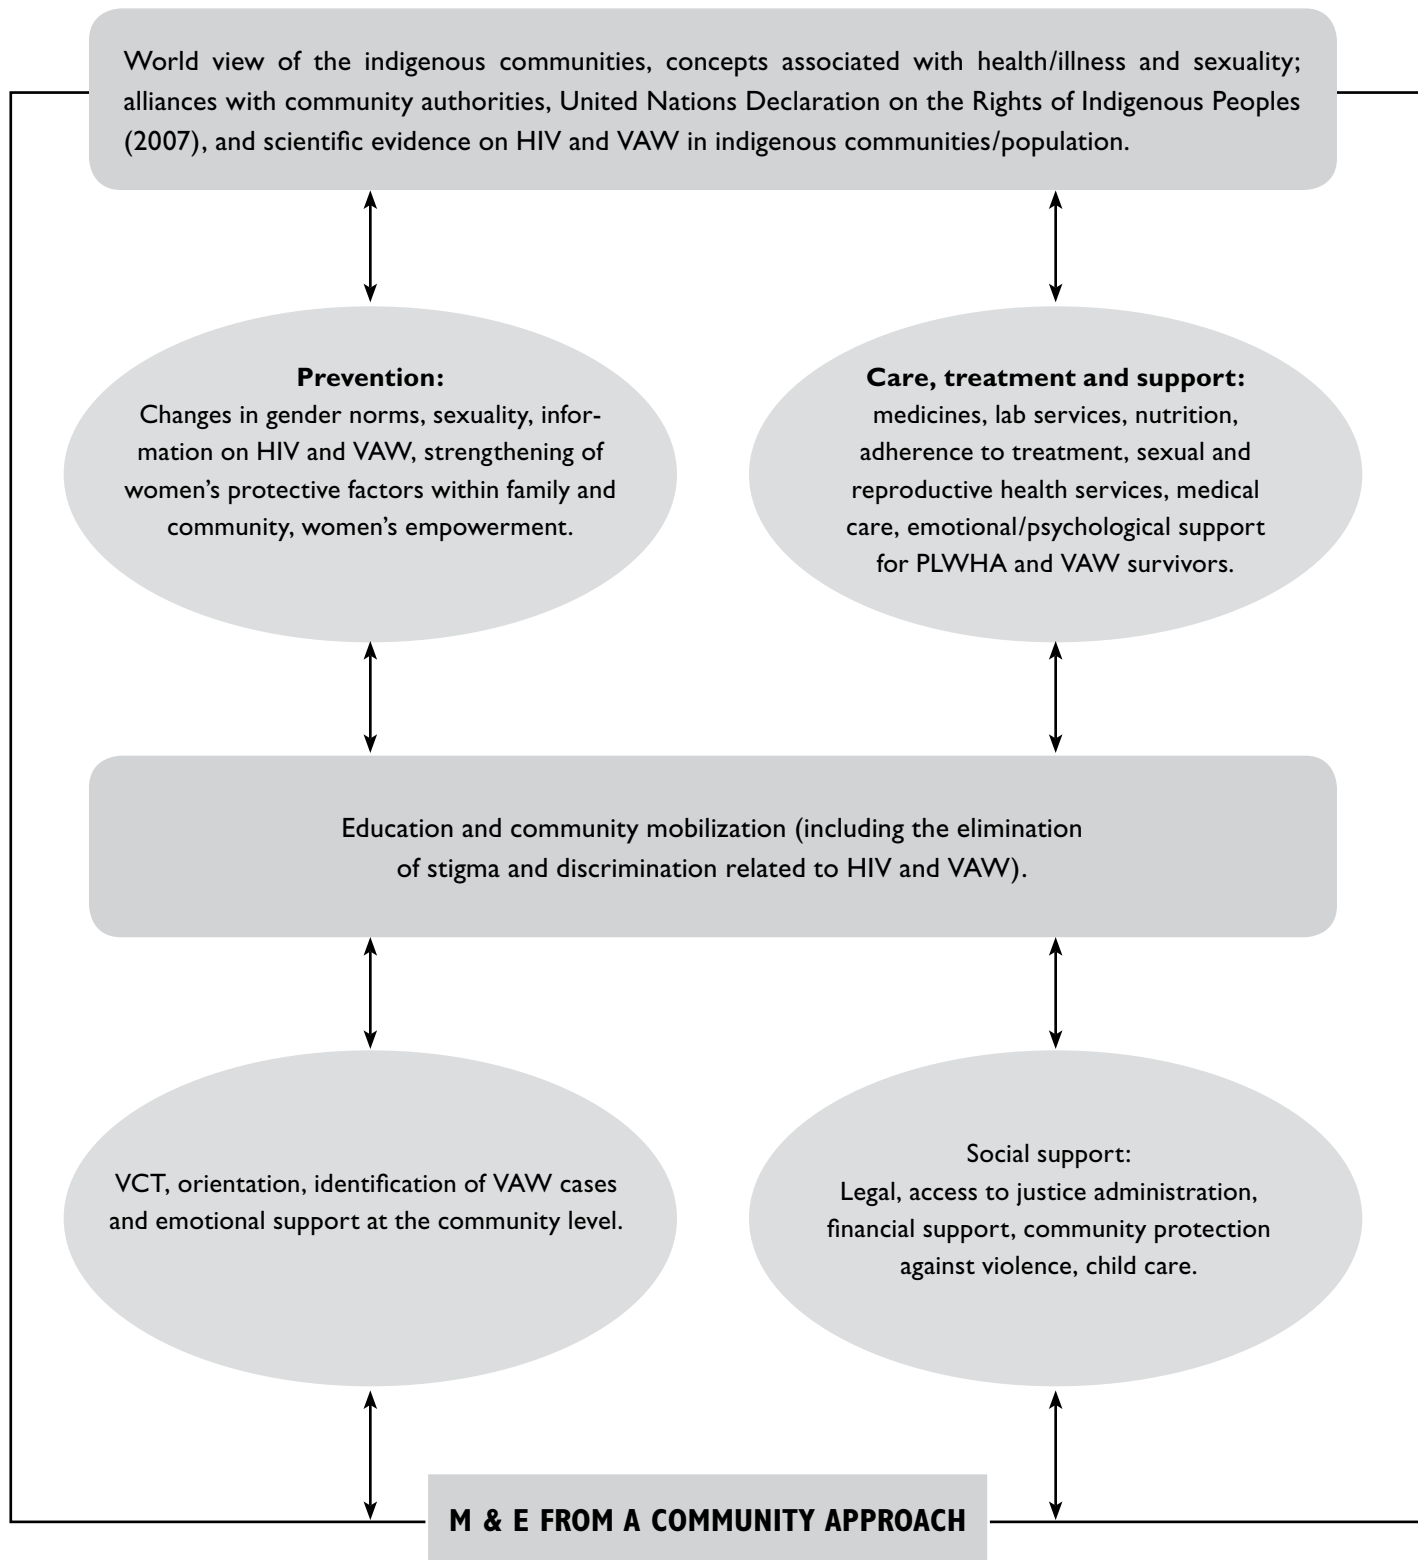 World view of the indigenous communities, concepts associated with health/illness and sexuality;
alliances with community authorities, United Nations Declaration on the Rights of Indigenous Peoples
(2007), and scientific evidence on HIV and VAW in indigenous communities/population.
Prevention:
Changes in gender norms, sexuality, infor-
mation on HIV and VAW, strengthening of
women's protective factors within family and
community, women's empowerment.
Care, treatment and support:
medicines, lab services, nutrition,
adherence to treatment, sexual and
reproductive health services, medical
care, emotional/psychological support
for PLWHA and VAW survivors.
Education and community mobilization (including the elimination
of stigma and discrimination related to HIV and VAW).
VCT, orientation, identification of VAW cases
and emotional support at the community level.
Social support:
Legal, access to justice administration,
financial support, community protection
against violence, child care.
M & E FROM A COMMUNITY APPROACH